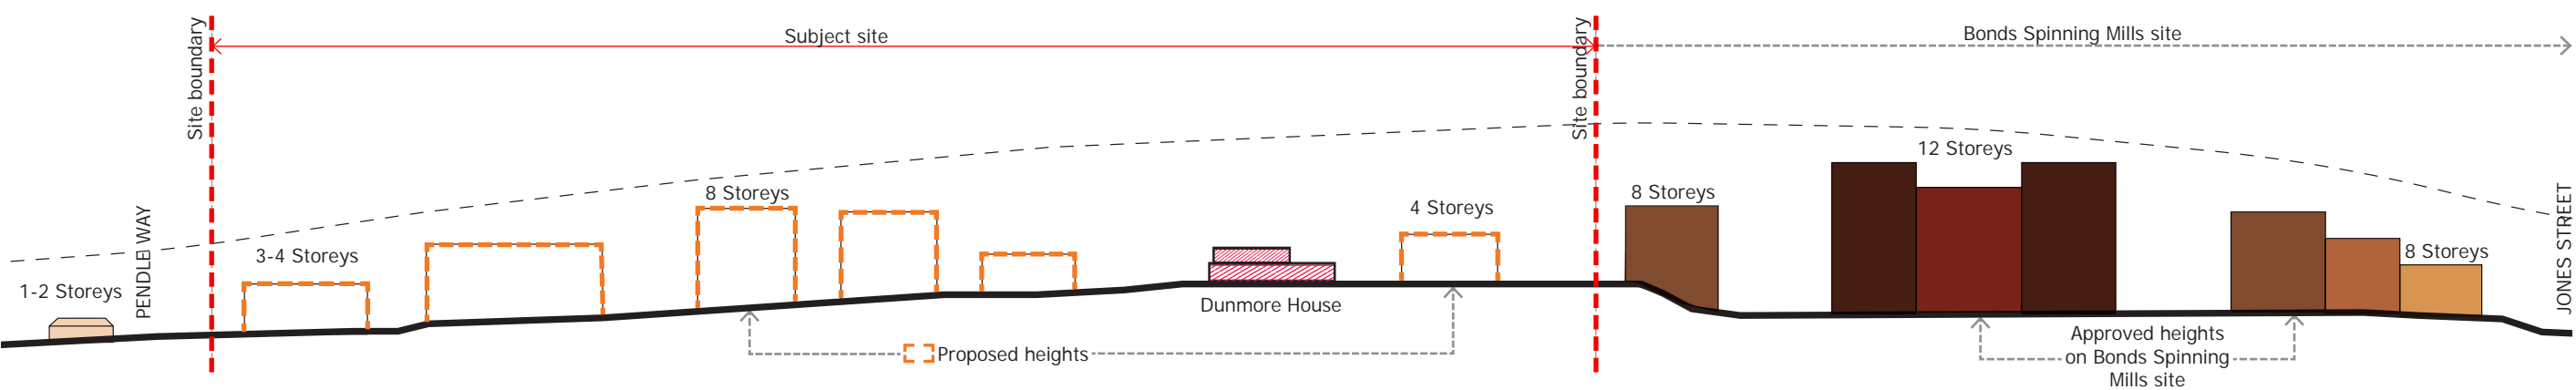 Site boundary
Subject site
Site boundary
Bonds Spinning Mills site
12 Storeys
8 Storeys
8 Storeys
4 Storeys
3-4 Storeys
8 Storeys
1-2 Storeys
PENDLE WAY
JONES STREET
Dunmore House
Proposed heights
Approved heights
on Bonds Spinning
Mills site